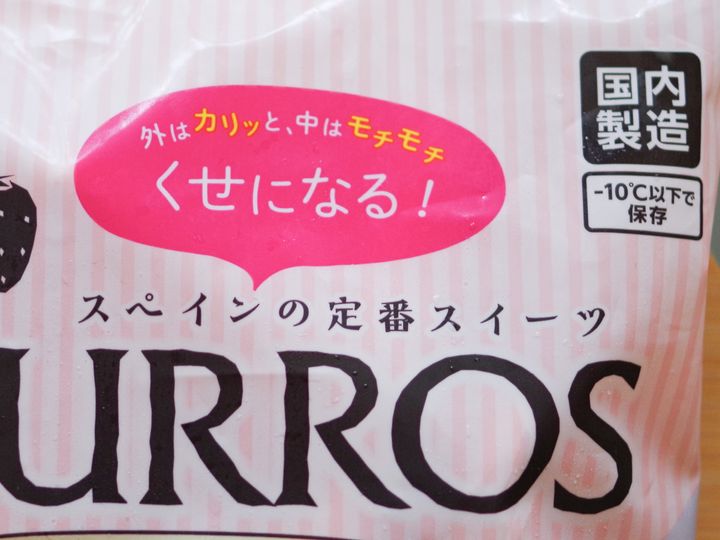 外はカリッと、中はモチモチ
くせになる!
国内
製造
-10℃以下で
保存
スペインの定番スイーツ
URROS